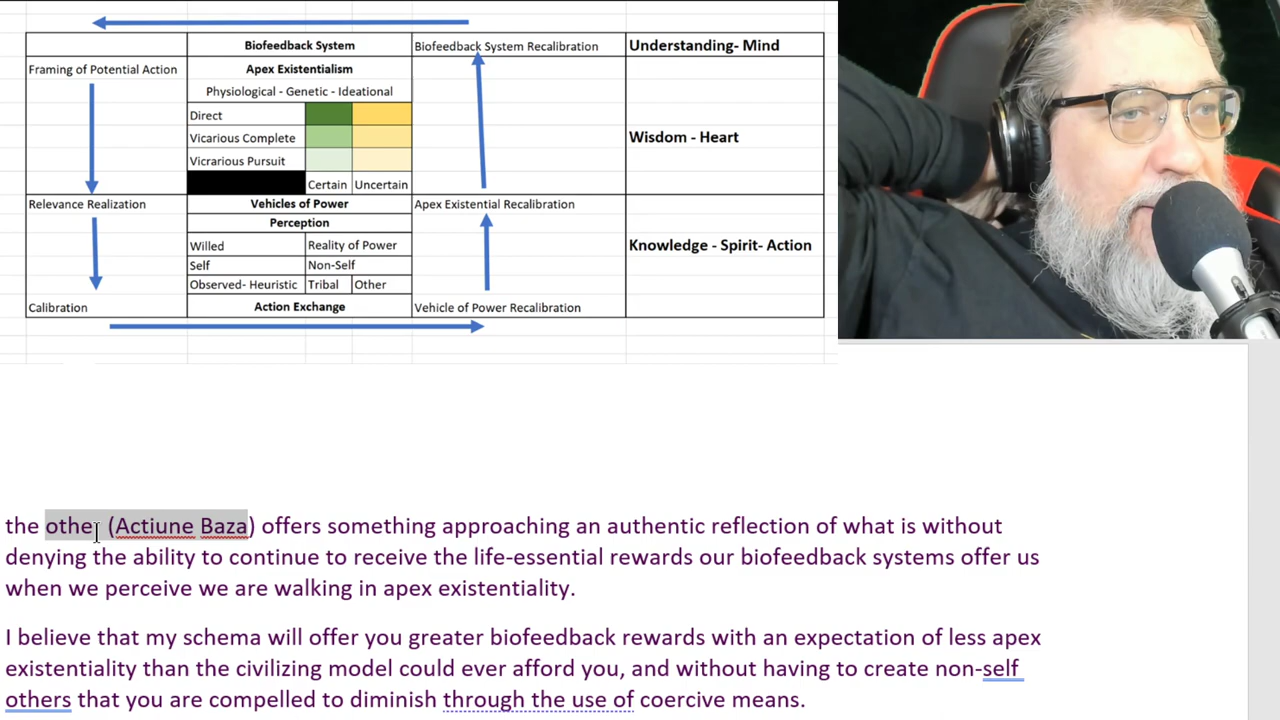 Biofeedback System
Biofeedback System Recalibration
Understanding- Mind
Framing of Potential Action
Apex Existentialism
Physiological - Genetic - Ideational
Direct
Vicarious Complete
Wisdom - Heart
Vicrarious Pursuit
Certain
Uncertain
Relevance Realization
Vehicles of Power
Apex Existential Recalibration
Perception
Willed
Reality of Power
Knowledge - Spirit- Action
Self
Non-Self
Observed- Heuristic
Tribal
Other
Calibration
Action Exchange
Vehicle of Power Recalibration
the other (Actiune Baza) offers something approaching an authentic reflection of what is without
denying the ability to continue to receive the life-essential rewards our biofeedback systems offer us
when we perceive we are walking in apex existentiality.
I believe that my schema will offer you greater biofeedback rewards with an expectation of less apex
existentiality than the civilizing model could ever afford you, and without having to create non-self
others that you are compelled to diminish through the use of coercive means.